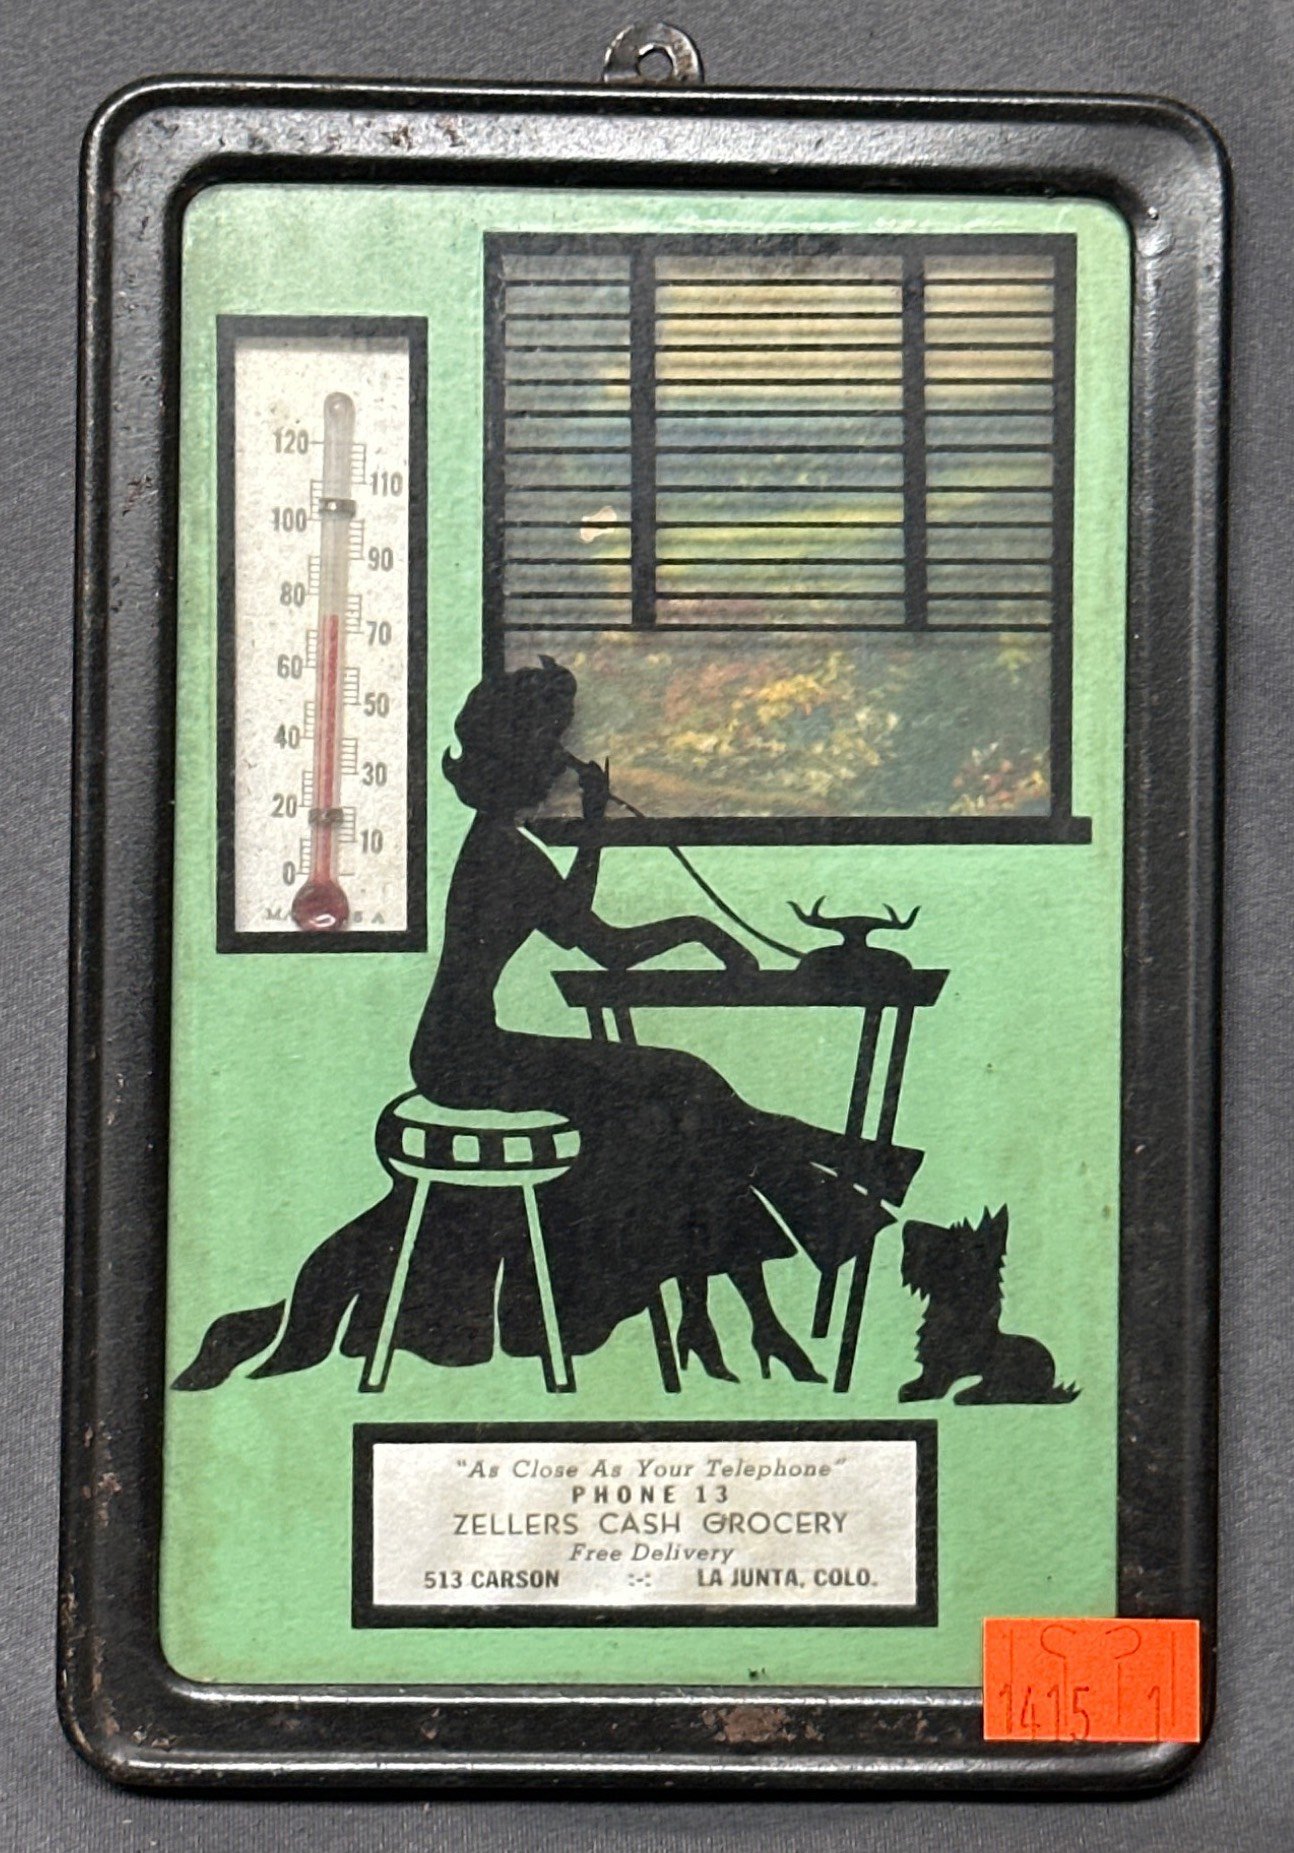 120
110
100
90
80
70
60
50
40
30
20
10
0
"As Close As Your Telephone"
PHONE 13
ZELLERS CASH GROCERY
Free Delivery
513 CARSON :-: LA JUNTA, COLO.
1415 1